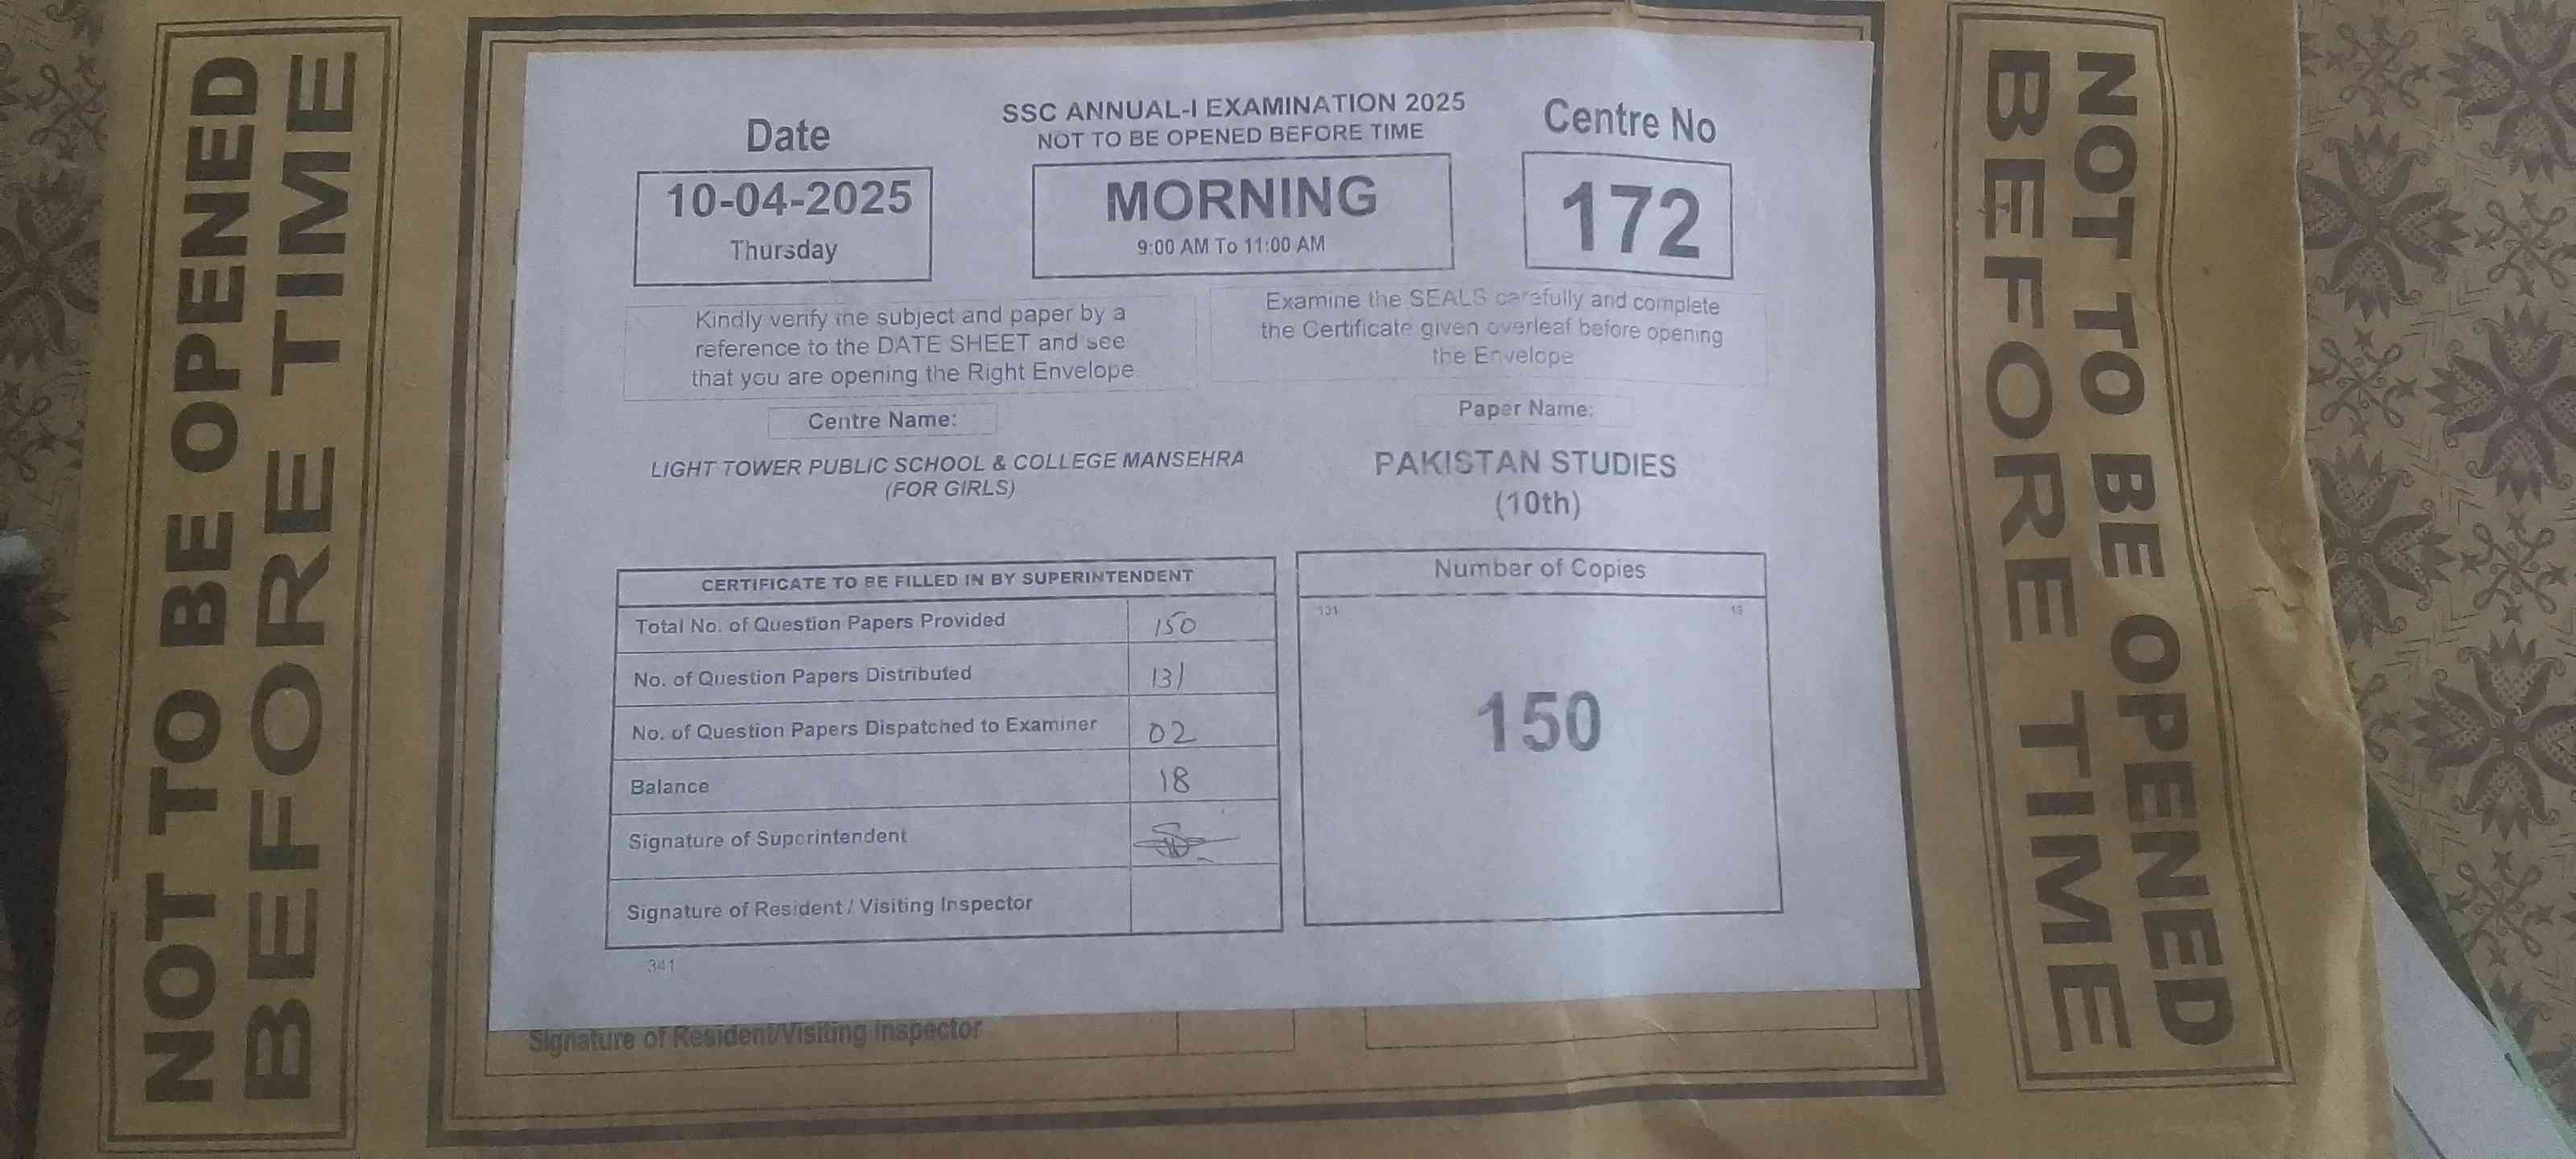 NOT TO BE OPENED
BEFORE TIME
Date
10-04-2025
Thursday
SSC ANNUAL-I EXAMINATION 2025
NOT TO BE OPENED BEFORE TIME
MORNING
9:00 AM To 11:00 AM
Centre No
172
Kindly verify the subject and paper by a
reference to the DATE SHEET and see
that you are opening the Right Envelope
Examine the SEALS carefully and complete
the Certificate given overleaf before opening
the Envelope
Centre Name:
LIGHT TOWER PUBLIC SCHOOL & COLLEGE MANSEHRA
(FOR GIRLS)
Paper Name:
PAKISTAN STUDIES
(10th)
CERTIFICATE TO BE FILLED IN BY SUPERINTENDENT
Total No. of Question Papers Provided 150
No. of Question Papers Distributed 131
No. of Question Papers Dispatched to Examiner 02
Balance 18
Signature of Superintendent
Signature of Resident / Visiting Inspector
341
Number of Copies
131
150
Signature of Resident/Visiting Inspector
NOT TO BE OPENED
BEFORE TIME